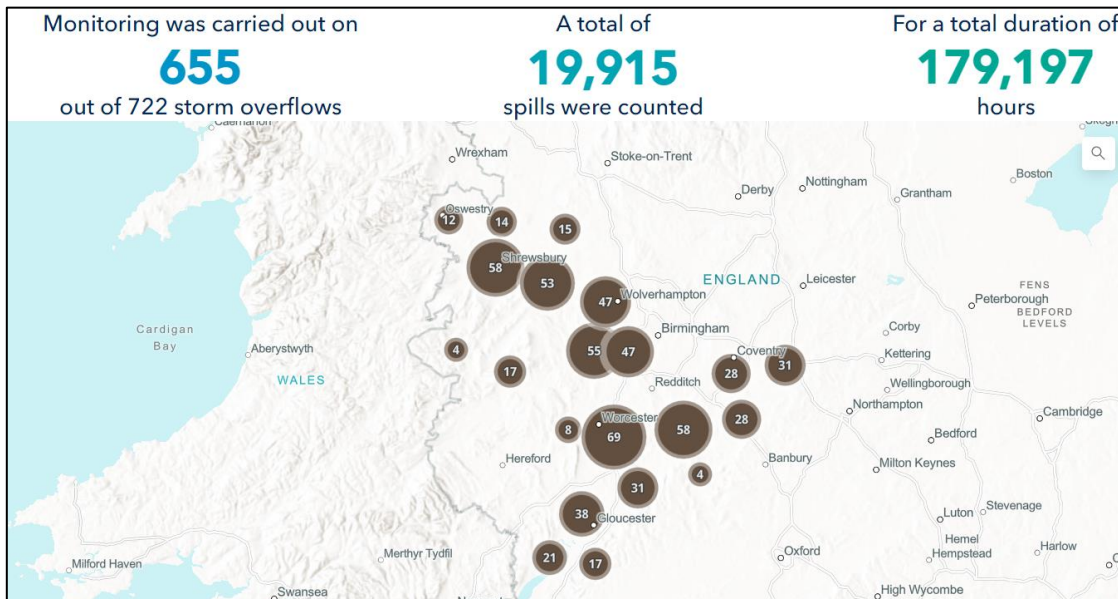 Monitoring was carried out on
655
out of 722 storm overflows
A total of
19,915
spills were counted
For a total duration of
179,197
hours
Caernarfon
Wrexham
Stoke-on-Trent
Derby
Nottingham
Grantham
Boston
Oswestry
12
14
15
Shrewsbury
58
53
47
Wolverhampton
ENGLAND
Leicester
FENS
Peterborough
BEDFORD
LEVELS
Cardigan
Bay
Aberystwyth
4
17
55
47
Birmingham
Coventry
28
31
Corby
Kettering
WALES
Redditch
Wellingborough
Northampton
Cambridge
8
Worcester
69
58
28
Bedford
Hereford
4
Banbury
Milton Keynes
31
38
Gloucester
Luton
Stevenage
Merthyr Tydfil
21
17
Oxford
Hemel
Hempstead
Harlow
Milford Haven
Swansea
High Wycombe